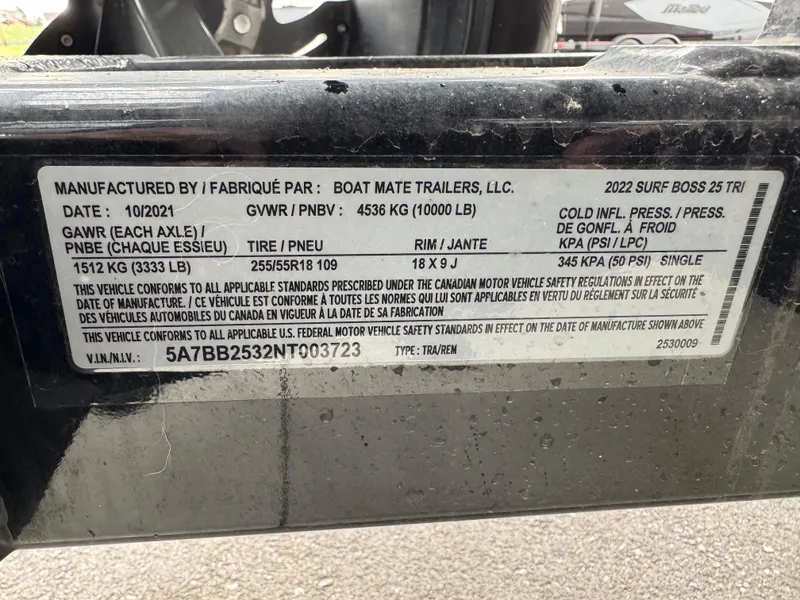 Malibu
MANUFACTURED BY / FABRIQUÉ PAR : BOAT MATE TRAILERS, LLC. 2022 SURF BOSS 25 TRI
DATE : 10/2021 GVWR / PNBV : 4536 KG (10000 LB) COLD INFL. PRESS. / PRESS.
DE GONFL. À FROID
GAWR (EACH AXLE) /
PNBE (CHAQUE ESSIEU) TIRE / PNEU RIM / JANTE KPA (PSI / LPC)
1512 KG (3333 LB) 255/55R18 109 18 X 9 J 345 KPA (50 PSI) SINGLE
THIS VEHICLE CONFORMS TO ALL APPLICABLE STANDARDS PRESCRIBED UNDER THE CANADIAN MOTOR VEHICLE SAFETY REGULATIONS IN EFFECT ON THE
DATE OF MANUFACTURE. / CE VÉHICULE EST CONFORME À TOUTES LES NORMES QUI LUI SONT APPLICABLES EN VERTU DU RÉGLEMENT SUR LA SÉCURITÉ
DES VÉHICULES AUTOMOBILES DU CANADA EN VIGUEUR À LA DATE DE SA FABRICATION
THIS VEHICLE CONFORMS TO ALL APPLICABLE U.S. FEDERAL MOTOR VEHICLE SAFETY STANDARDS IN EFFECT ON THE DATE OF MANUFACTURE SHOWN ABOVE
V.I.N./N.I.V.: 5A7BB2532NT003723 TYPE : TRA/REM 2530009